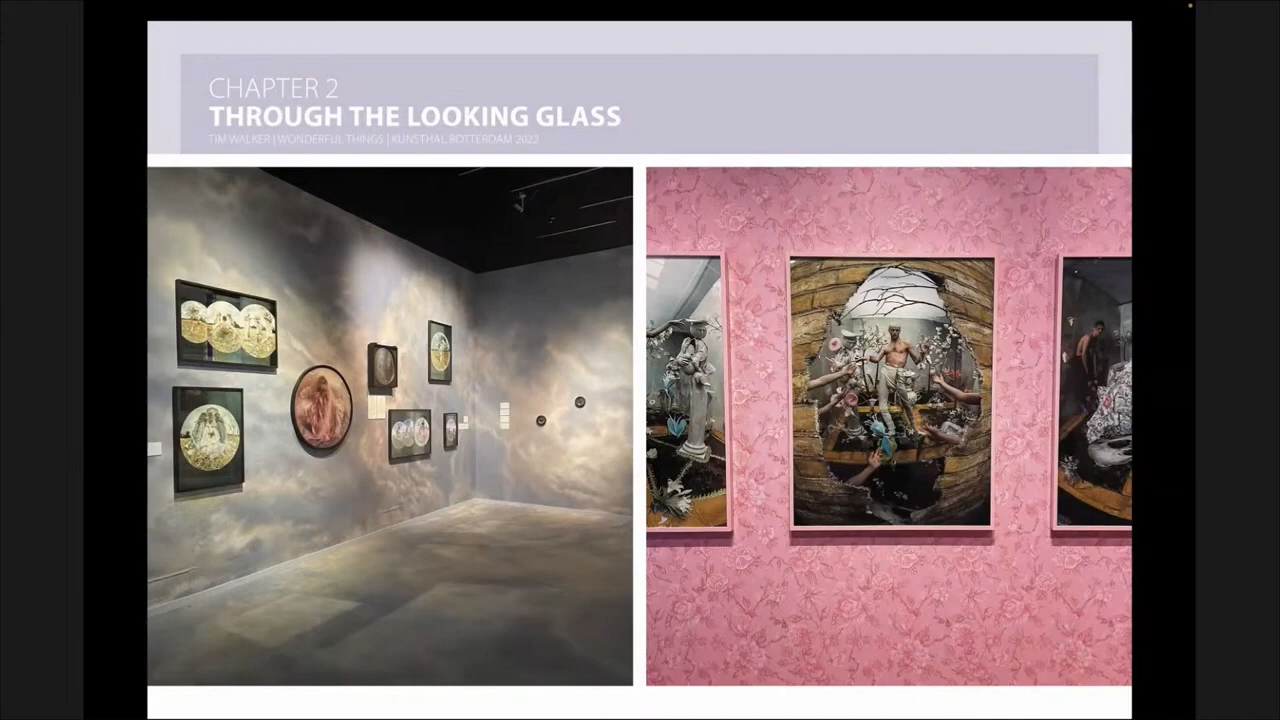 CHAPTER 2
THROUGH THE LOOKING GLASS
TIM WALKER | WONDERFUL THINGS | KUNSTHAL ROTTERDAM 2022